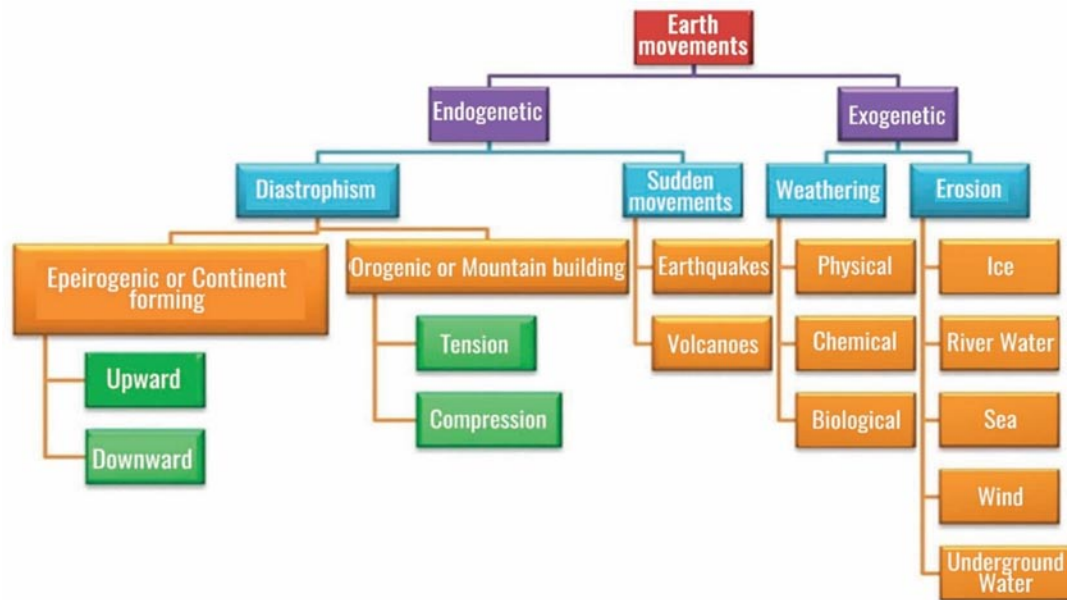 Earth
movements
Endogenetic
Exogenetic
Diastrophism
Sudden
movements
Weathering
Erosion
Epeirogenic or Continent
forming
Orogenic or Mountain building
Earthquakes
Physical
Ice
Tension
Volcanoes
Chemical
River Water
Upward
Compression
Biological
Sea
Downward
Wind
Underground
Water